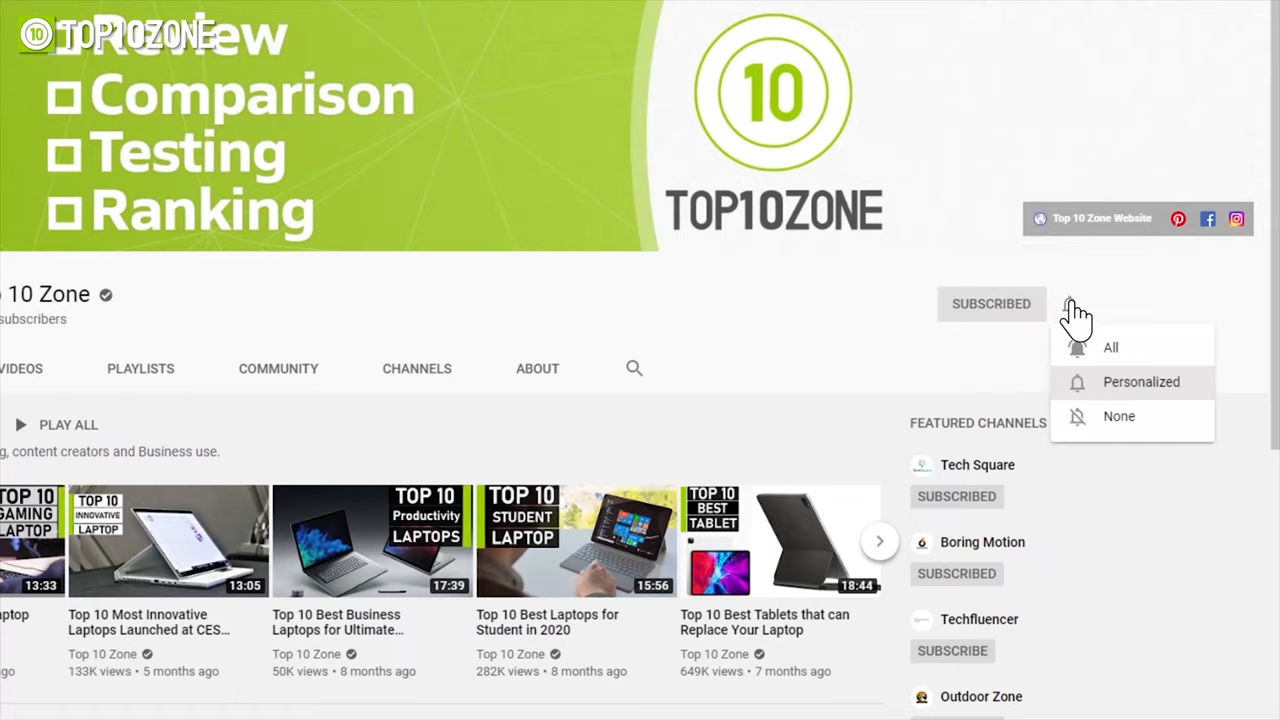 TOP10ZONE
10
Review
Comparison
Testing
Ranking
10
TOP10ZONE
Top 10 Zone Website
10 Zone
subscribers
SUBSCRIBED
VIDEOS
PLAYLISTS
COMMUNITY
CHANNELS
ABOUT
All
Personalized
None
PLAY ALL
g, content creators and Business use.
TOP 10
GAMING
LAPTOP
13:33
TOP 10
INNOVATIVE
LAPTOP
13:05
TOP 10
Productivity
LAPTOPS
17:39
TOP 10
STUDENT
LAPTOP
15:56
TOP 10
BEST
TABLET
18:44
aptop
ago
Top 10 Most Innovative
Laptops Launched at CES...
Top 10 Zone
133K views • 5 months ago
Top 10 Best Business
Laptops for Ultimate...
Top 10 Zone
50K views • 8 months ago
Top 10 Best Laptops for
Student in 2020
Top 10 Zone
282K views • 8 months ago
Top 10 Best Tablets that can
Replace Your Laptop
Top 10 Zone
649K views • 7 months ago
FEATURED CHANNELS
Tech Square
SUBSCRIBED
Boring Motion
SUBSCRIBED
Techfluencer
SUBSCRIBE
Outdoor Zone